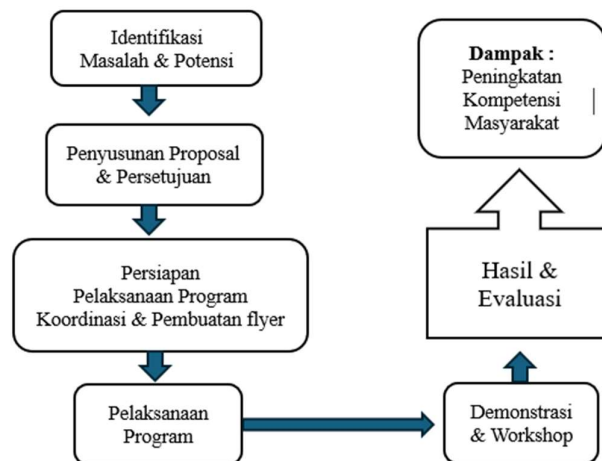 Identifikasi
Masalah & Potensi
Penyusunan Proposal
& Persetujuan
Persiapan
Pelaksanaan Program
Koordinasi & Pembuatan flyer
Pelaksanaan
Program
Demonstrasi
& Workshop
Hasil &
Evaluasi
Dampak :
Peningkatan
Kompetensi
Masyarakat